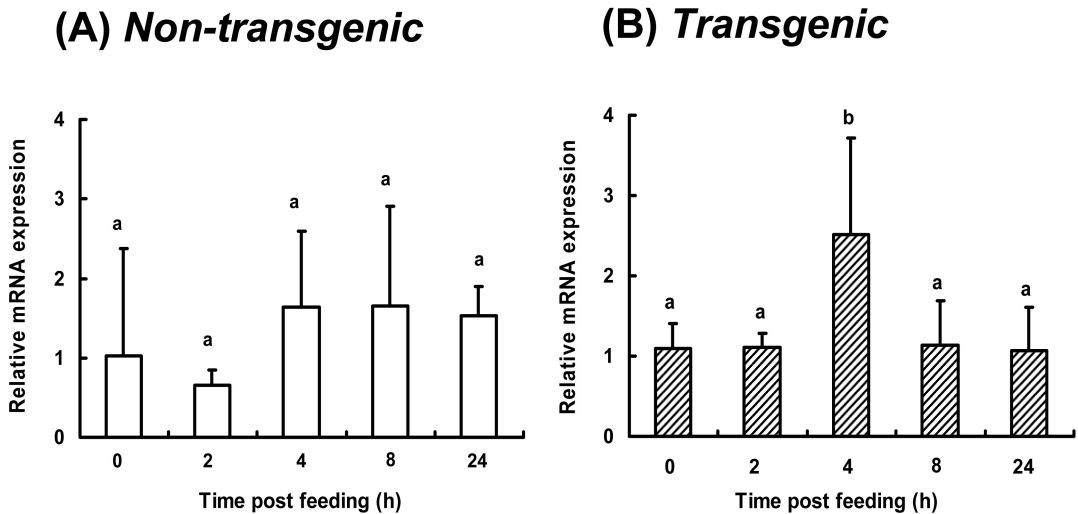 (A) Non-transgenic
Relative mRNA expression
4
3
2
1
0
a
a
a
a
a
0 2 4 8 24
Time post feeding (h)
(B) Transgenic
Relative mRNA expression
4
3
2
1
0
a
a
b
a
a
0 2 4 8 24
Time post feeding (h)